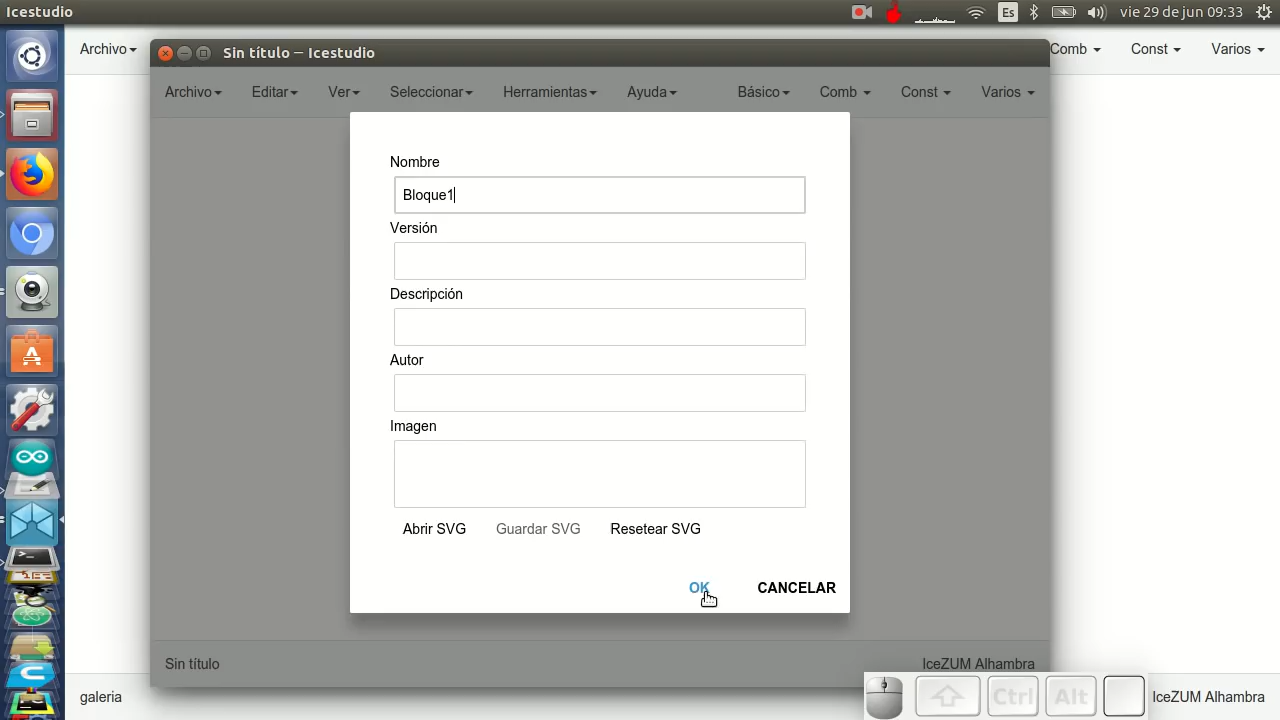 Icestudio
Es
vie 29 de jun 09:33
Archivo
Comb
Const
Varios
Sin título – Icestudio
Archivo
Editar
Ver
Seleccionar
Herramientas
Ayuda
Básico
Comb
Const
Varios
Nombre
Bloque1
Versión
Descripción
Autor
Imagen
Abrir SVG
Guardar SVG
Resetear SVG
OK
CANCELAR
Sin título
IceZUM Alhambra
galeria
Ctrl
Alt
IceZUM Alhambra